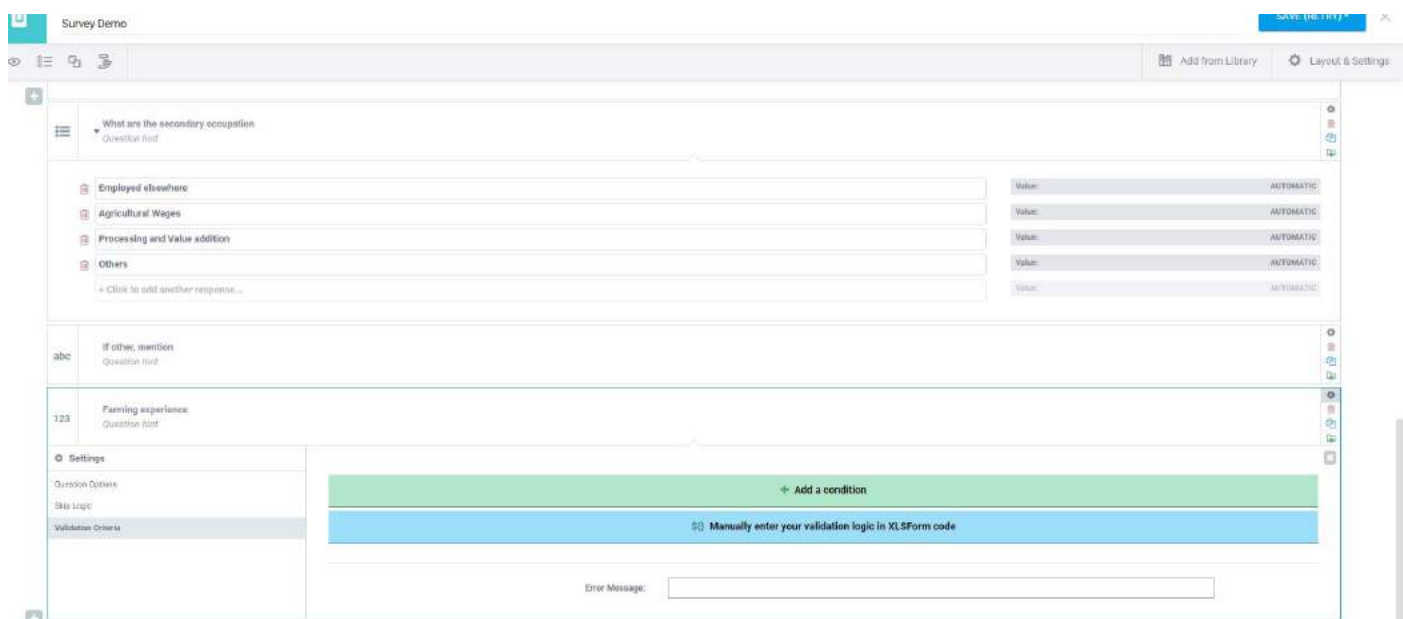 Survey Demo
SAVE (RETRY) *
Add from Library
Layout & Settings
What are the secondary occupation
Question hint
Employed elsewhere
Value:
AUTOMATIC
Agricultural Wages
Value:
AUTOMATIC
Processing and Value addition
Value:
AUTOMATIC
Others
Value:
AUTOMATIC
+ Click to add another response...
Value:
AUTOMATIC
abc
If other, mention
Question hint
123
Farming experience
Question hint
Settings
Question Options
Skip Logic
Validation Criteria
+ Add a condition
${} Manually enter your validation logic in XLSForm code
Error Message: